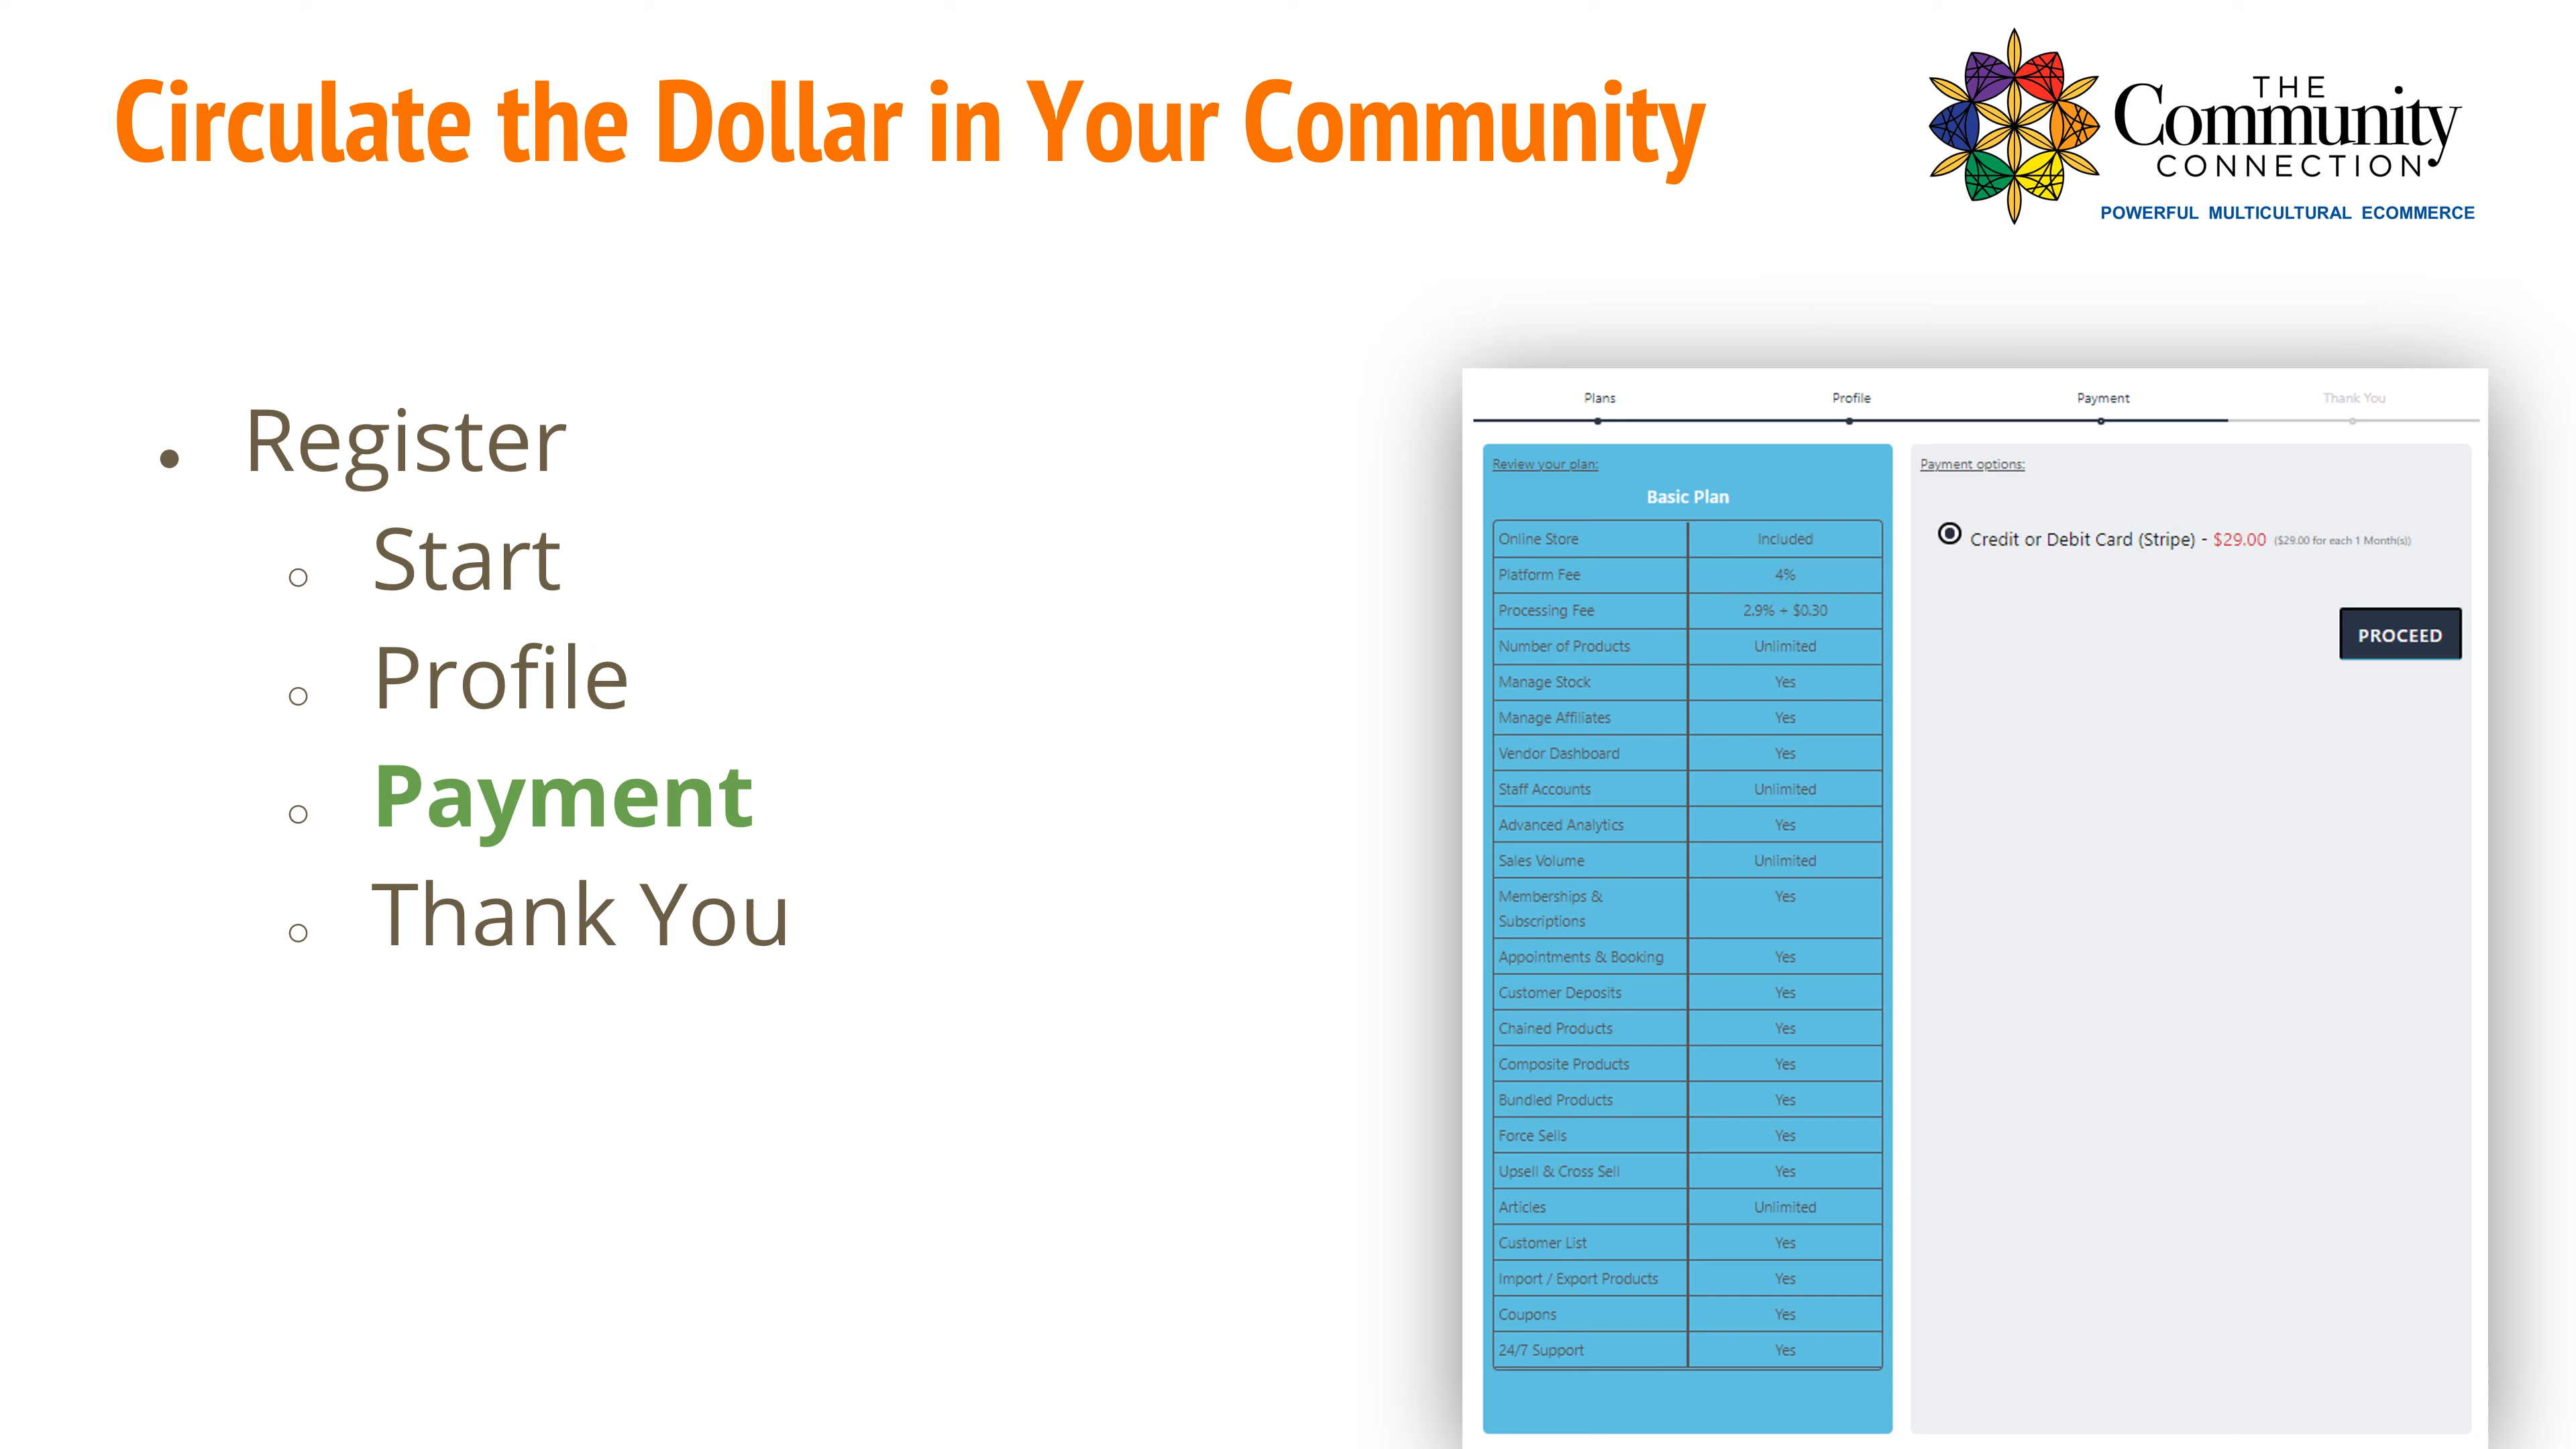 Circulate the Dollar in Your Community
THE
Community
CONNECTION
POWERFUL MULTICULTURAL ECOMMERCE
• Register
○ Start
○ Profile
○ Payment
○ Thank You
Plans Profile Payment Thank You
Review your plan:
Basic Plan
Online Store Included
Platform Fee 4%
Processing Fee 2.9% + $0.30
Number of Products Unlimited
Manage Stock Yes
Manage Affiliates Yes
Vendor Dashboard Yes
Staff Accounts Unlimited
Advanced Analytics Yes
Sales Volume Unlimited
Memberships & Yes
Subscriptions
Appointments & Booking Yes
Customer Deposits Yes
Chained Products Yes
Composite Products Yes
Bundled Products Yes
Force Sells Yes
Upsell & Cross Sell Yes
Articles Unlimited
Customer List Yes
Import / Export Products Yes
Coupons Yes
24/7 Support Yes
Payment options:
Credit or Debit Card (Stripe) - $29.00 ($29.00 for each 1 Month(s))
PROCEED